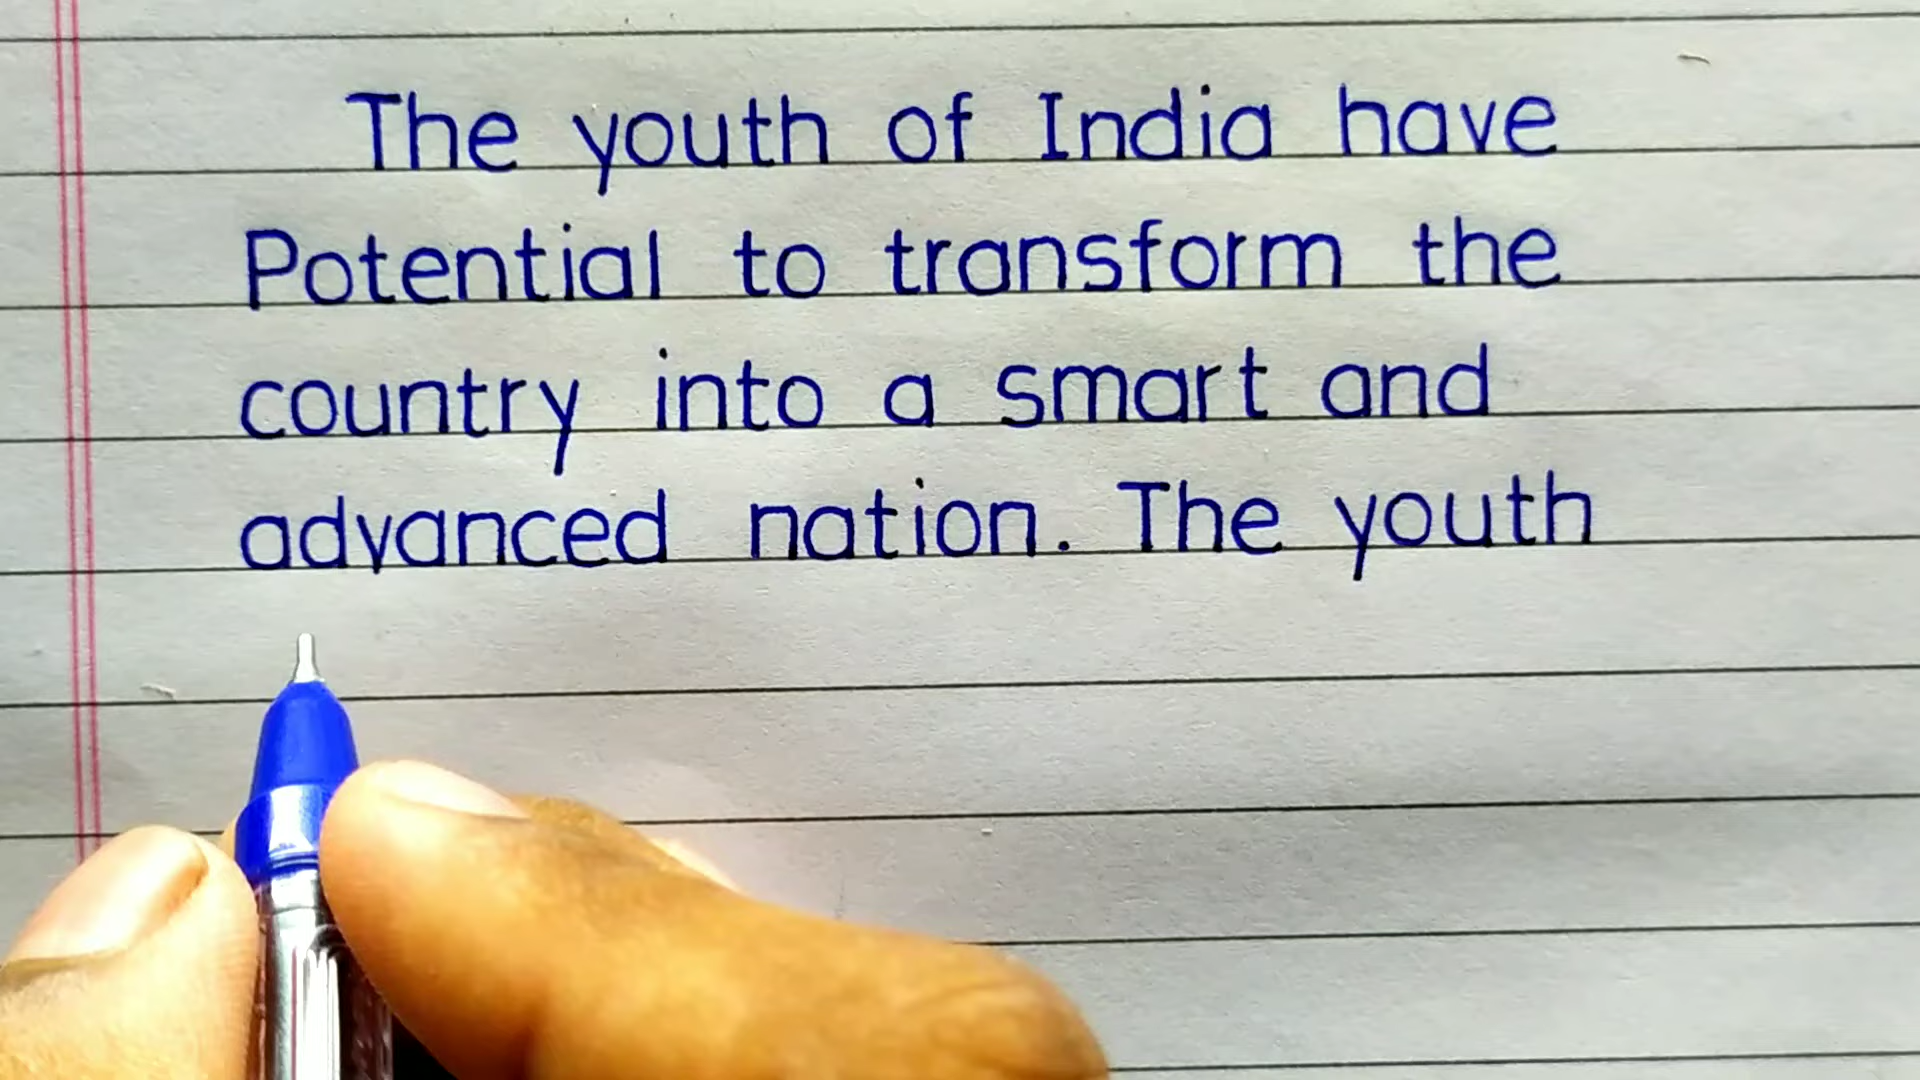 The youth of India have
Potential to transform the
country into a smart and
advanced nation. The youth